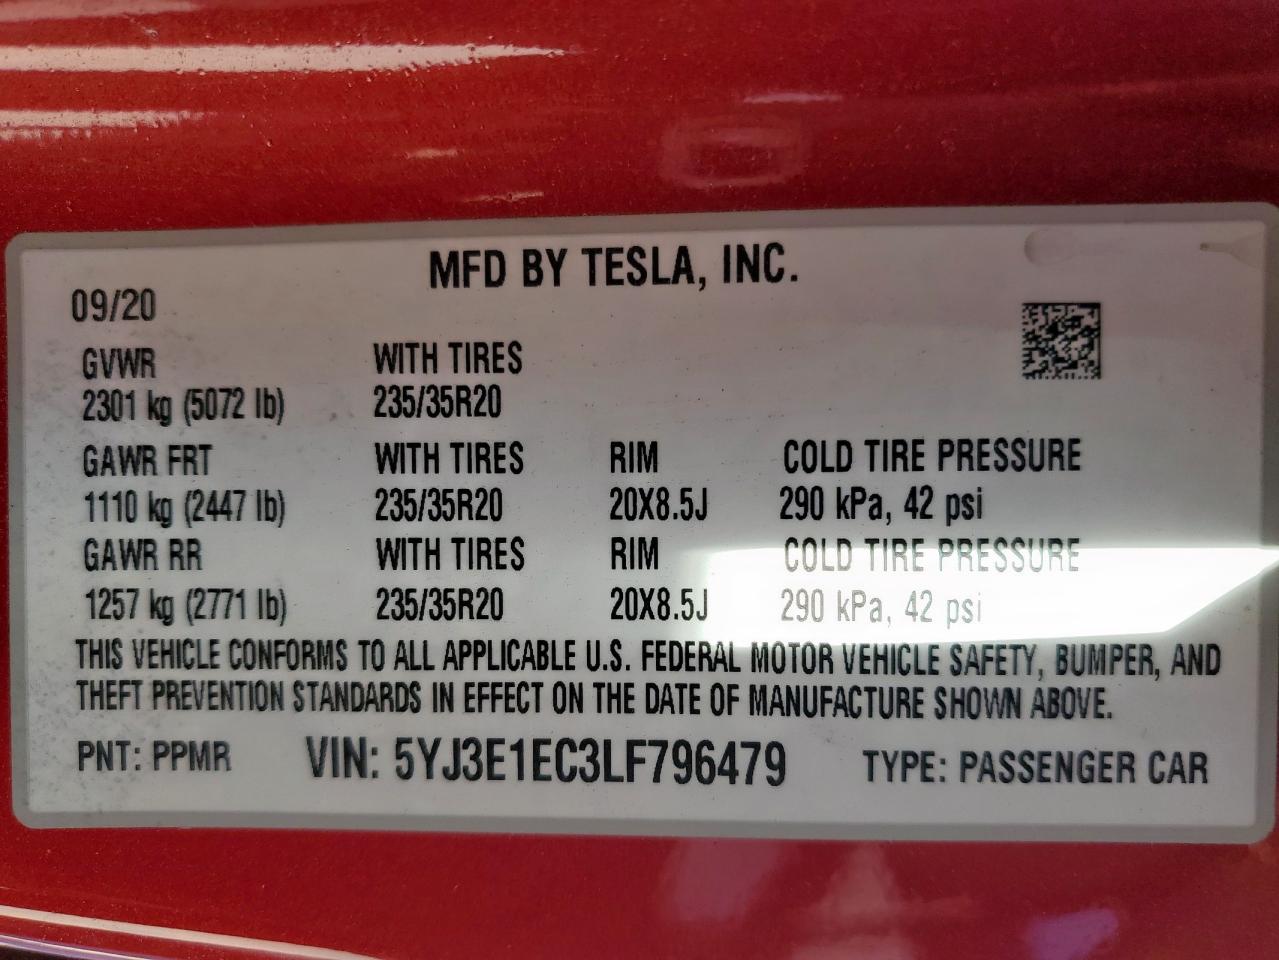 MFD BY TESLA, INC.
09/20
GVWR WITH TIRES
2301 kg (5072 lb) 235/35R20
GAWR FRT WITH TIRES RIM COLD TIRE PRESSURE
1110 kg (2447 lb) 235/35R20 20X8.5J 290 kPa, 42 psi
GAWR RR WITH TIRES RIM COLD TIRE PRESSURE
1257 kg (2771 lb) 235/35R20 20X8.5J 290 kPa, 42 psi
THIS VEHICLE CONFORMS TO ALL APPLICABLE U.S. FEDERAL MOTOR VEHICLE SAFETY, BUMPER, AND
THEFT PREVENTION STANDARDS IN EFFECT ON THE DATE OF MANUFACTURE SHOWN ABOVE.
PNT: PPMR VIN: 5YJ3E1EC3LF796479 TYPE: PASSENGER CAR